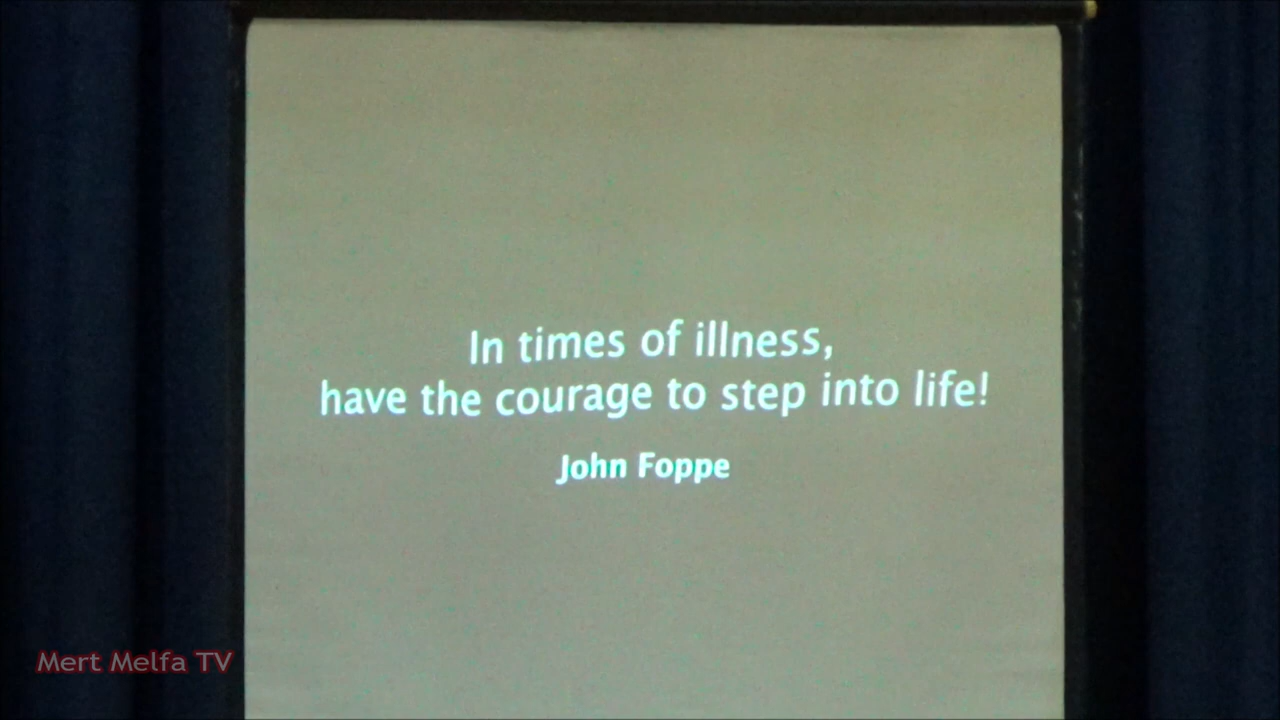 In times of illness,
have the courage to step into life!
John Foppe
Mert Melfa TV